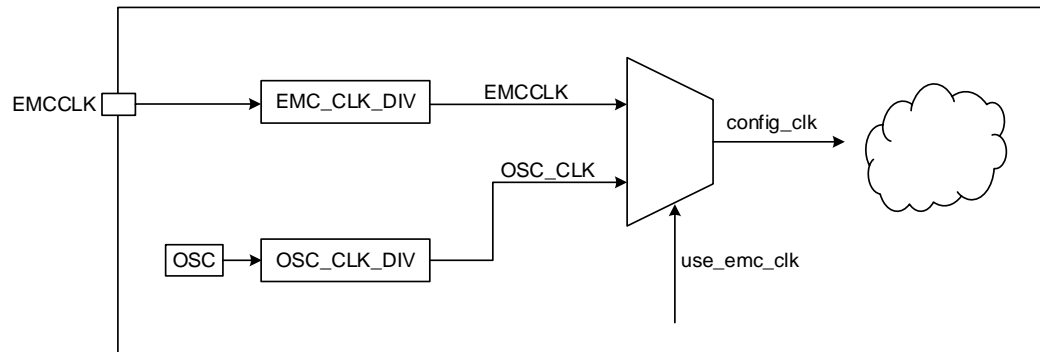 EMCCLK
EMC_CLK_DIV
EMCCLK
config_clk
OSC_CLK
OSC
OSC_CLK_DIV
use_emc_clk